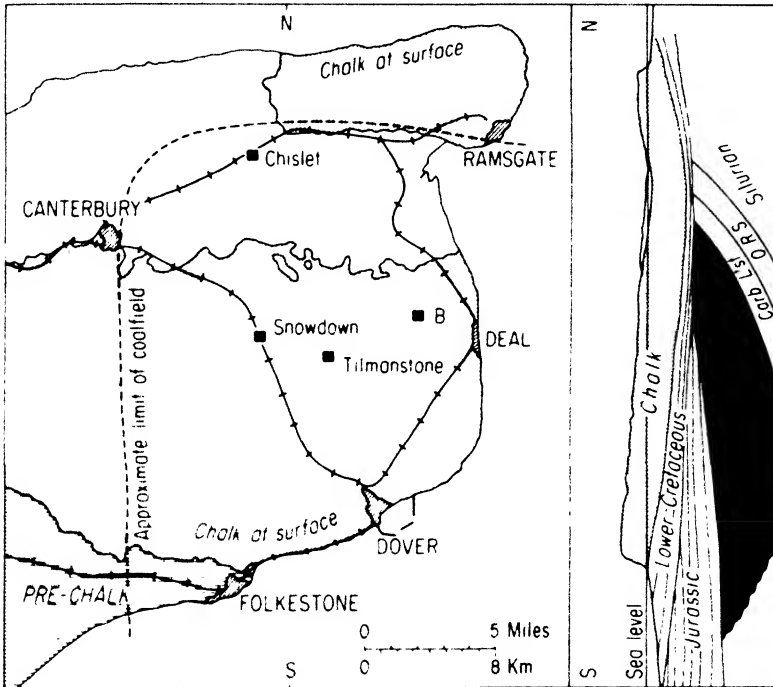 N
Chalk at surface
RAMSGATE
Chislet
CANTERBURY
B
Snowdown
DEAL
Tilmanstone
Approximate limit of coalfield
Chalk at surface
DOVER
PRE-CHALK
FOLKESTONE
0 5 Miles
0 8 Km
S
N
Silurian
O R S
Carb L'st
Chalk
Lower-Cretaceous
Jurassic
Sea level
S